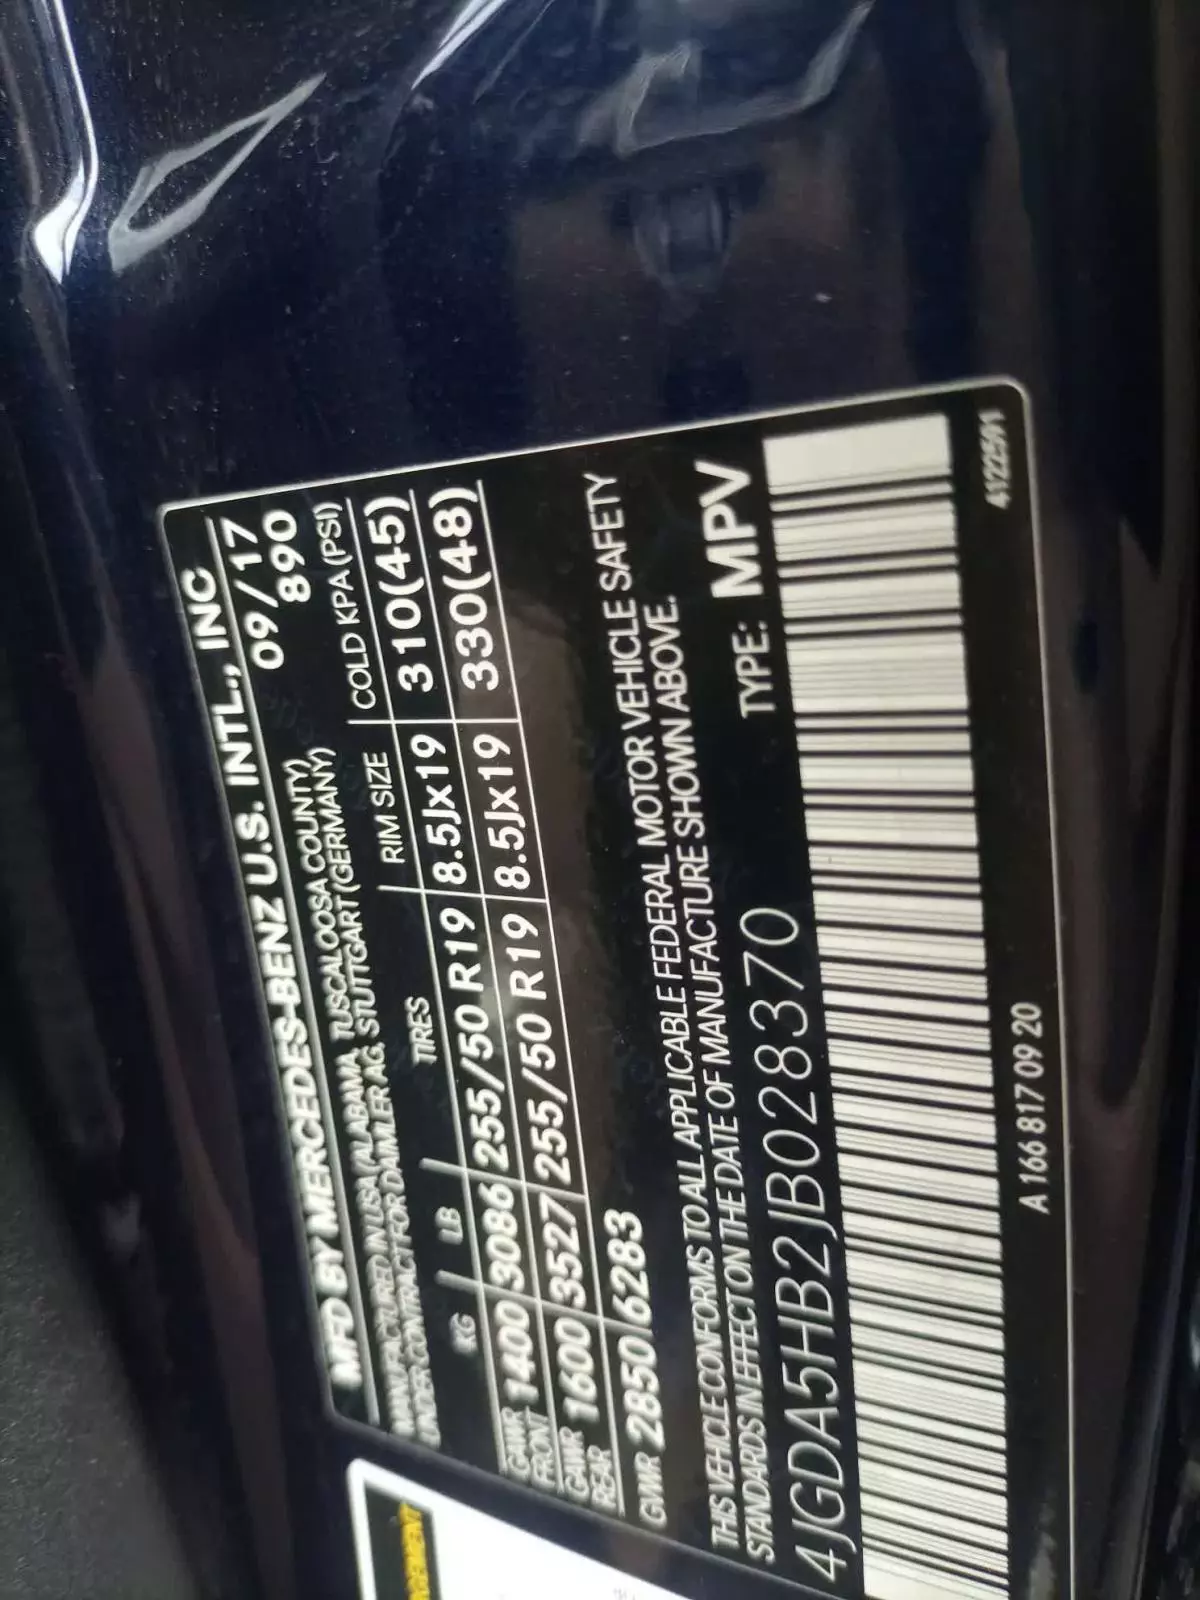 MFD BY MERCEDES-BENZ U.S. INTL., INC
MANUFACTURED IN USA (ALABAMA, TUSCALOOSA COUNTY) 09/17
UNDER CONTRACT FOR DAIMLER AG, STUTTGART (GERMANY) 890
KG LB TIRES RIM SIZE COLD KPA (PSI)
GAWR FRONT 1400 3086 255/50 R19 8.5Jx19 310(45)
GAWR REAR 1600 3527 255/50 R19 8.5Jx19 330(48)
GVWR 2850 6283
THIS VEHICLE CONFORMS TO ALL APPLICABLE FEDERAL MOTOR VEHICLE SAFETY
STANDARDS IN EFFECT ON THE DATE OF MANUFACTURE SHOWN ABOVE.
4JGDA5HB2JB028370 TYPE: MPV
A 166 817 09 20 4122591